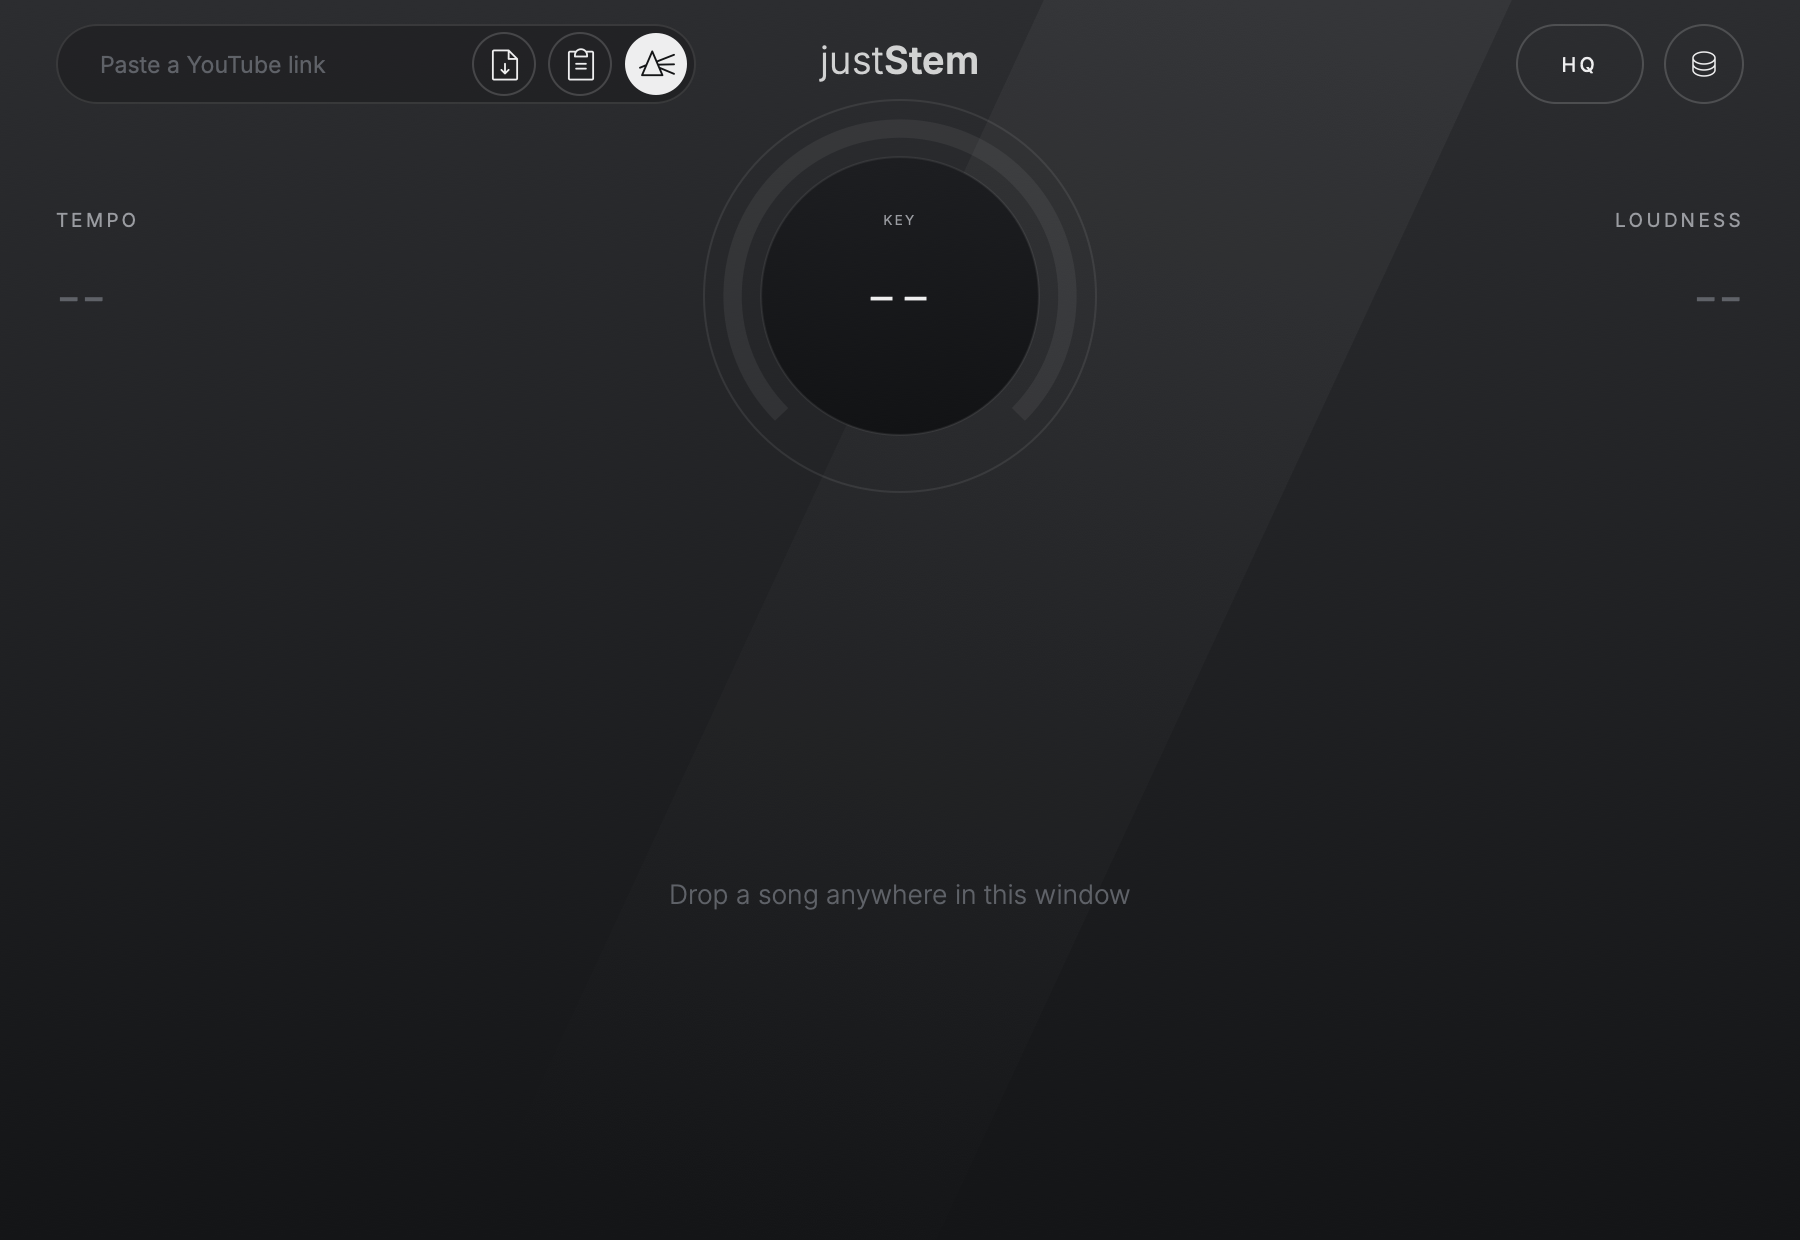 Paste a YouTube link
justStem
HQ
TEMPO
KEY
LOUDNESS
--
--
--
Drop a song anywhere in this window